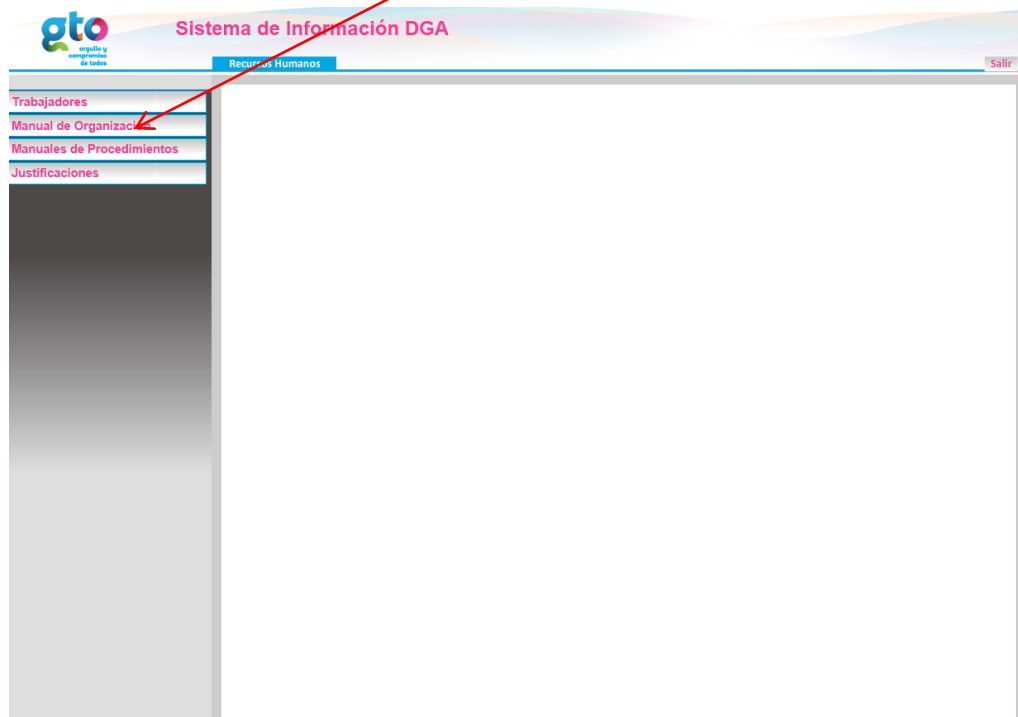 gto
orgullo y
compromiso
de todos
Sistema de Información DGA
Recursos Humanos
Salir
Trabajadores
Manual de Organización
Manuales de Procedimientos
Justificaciones